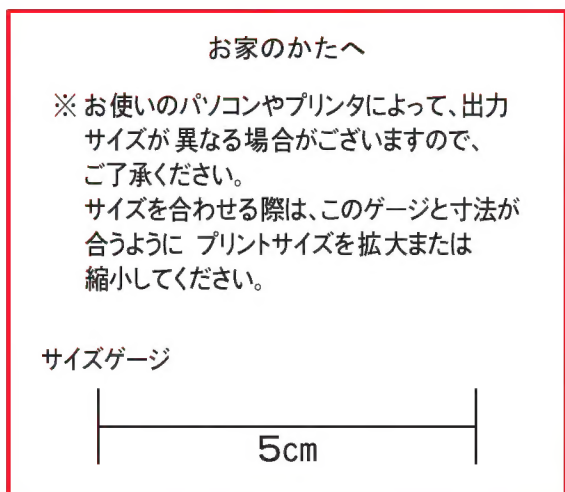 お家のかたへ
※ お使いのパソコンやプリンタによって、出力
サイズが異なる場合がございますので、
ご了承ください。
サイズを合わせる際は、このゲージと寸法が
合うように プリントサイズを拡大または
縮小してください。
サイズゲージ
5cm